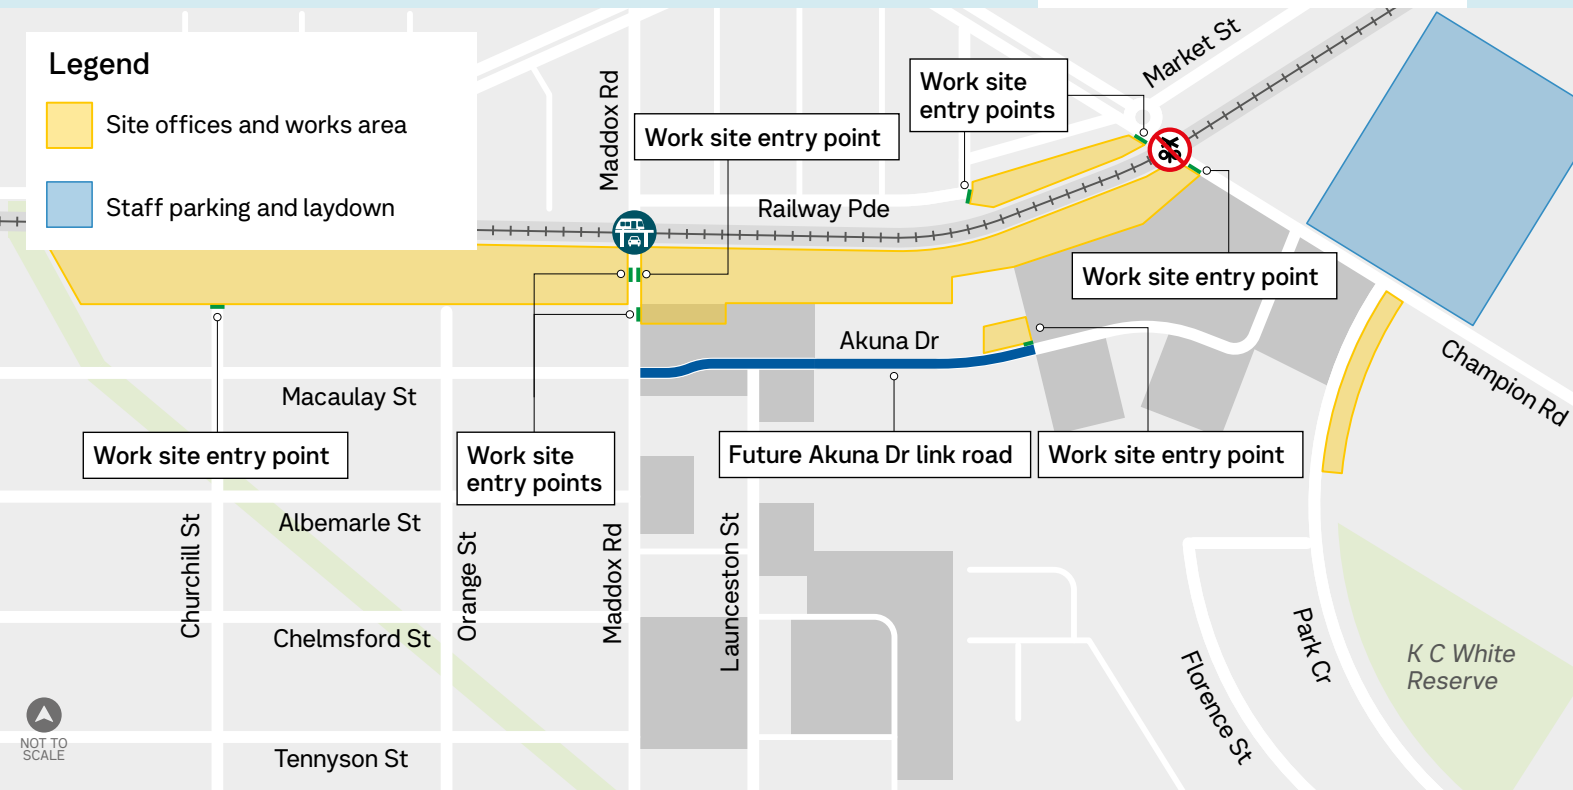 Legend
Site offices and works area
Staff parking and laydown
Maddox Rd
Work site entry point
Work site
entry points
Market St
Railway Pde
Work site entry point
Akuna Dr
Champion Rd
Macaulay St
Work site entry point
Work site
entry points
Future Akuna Dr link road
Work site entry point
Albemarle St
Churchill St
Orange St
Maddox Rd
Launceston St
Chelmsford St
Park Cr
Florence St
K C White
Reserve
NOT TO
SCALE
Tennyson St